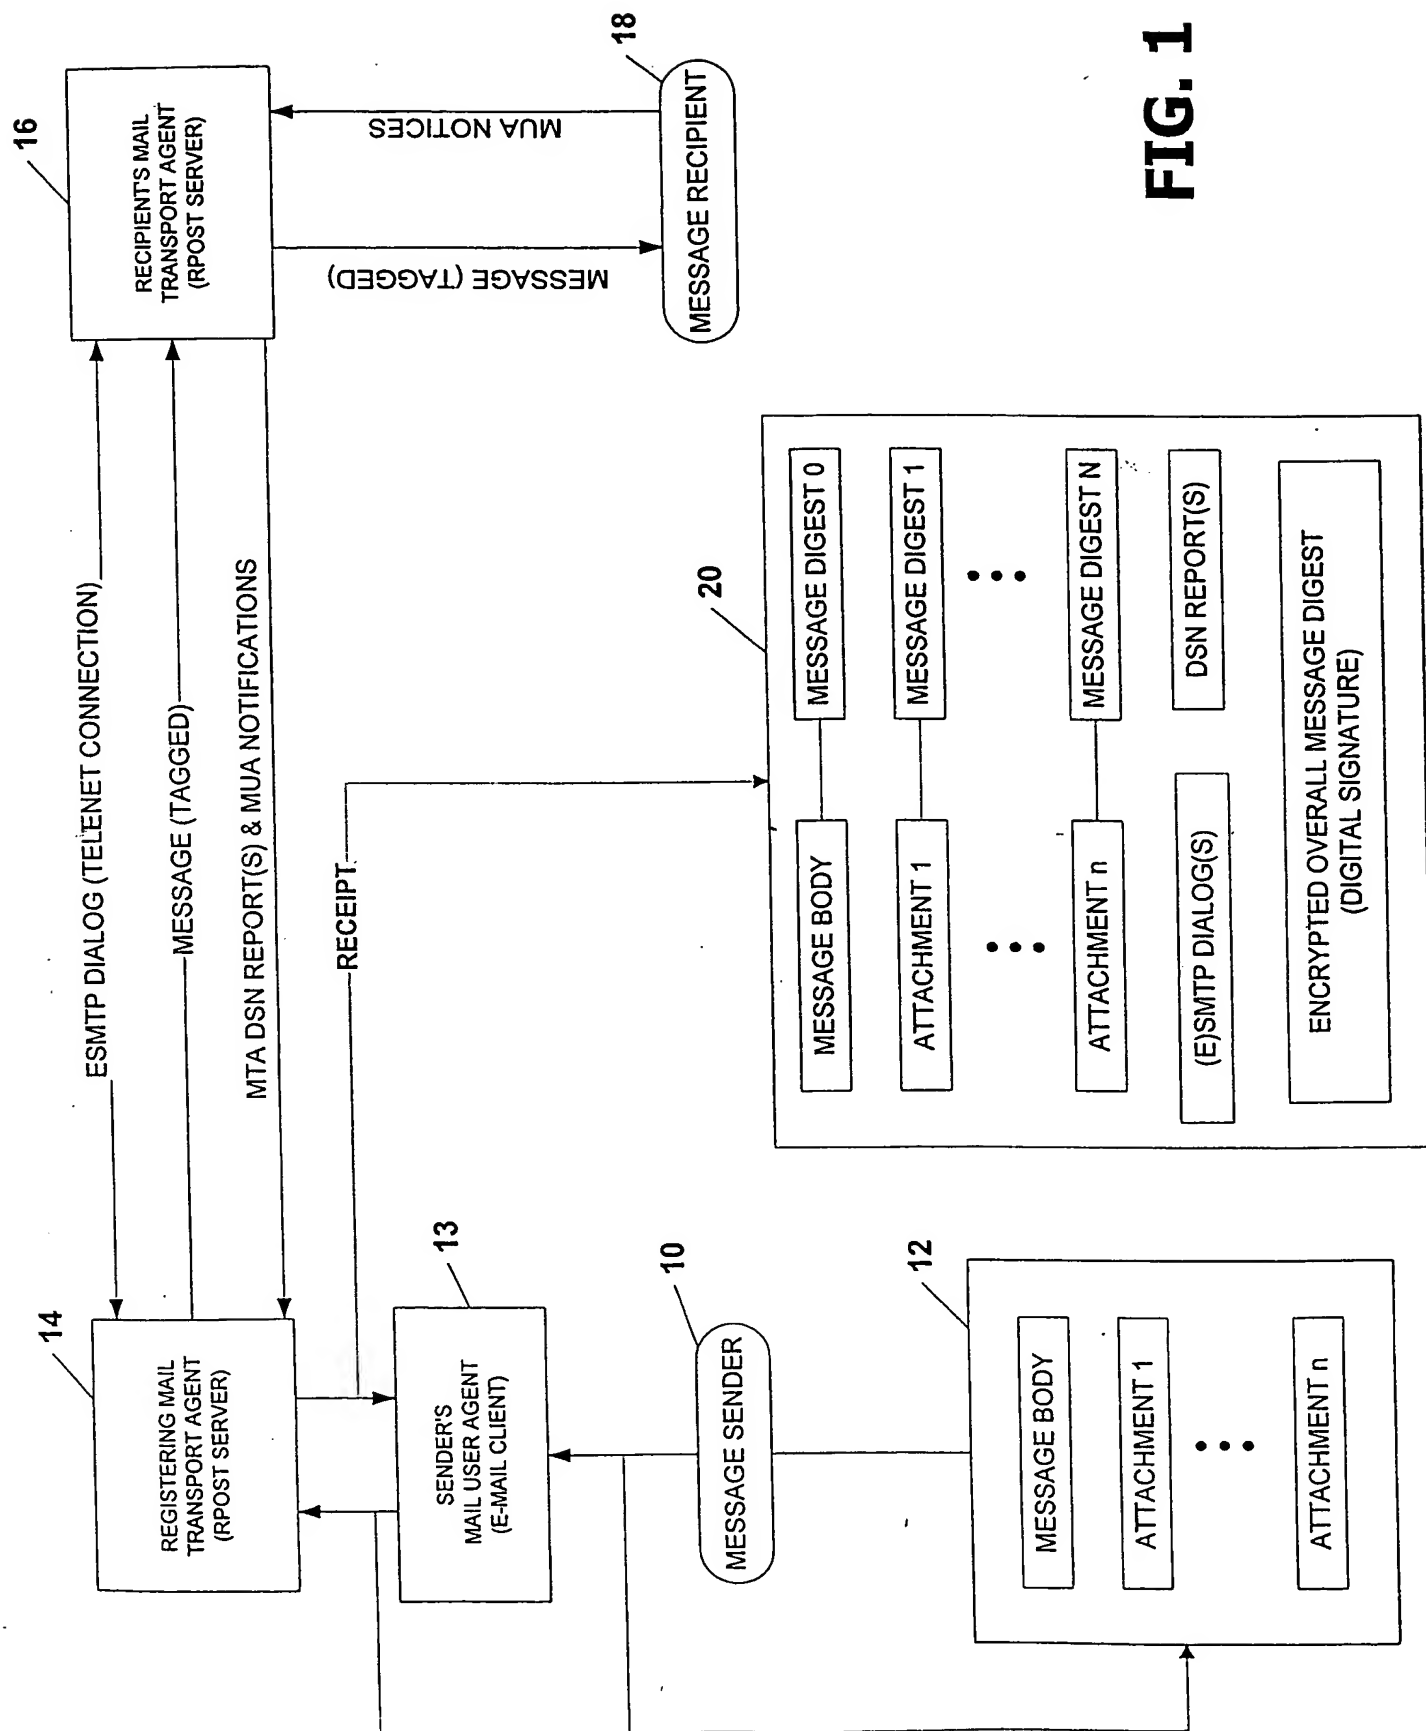 14
REGISTERING MAIL
TRANSPORT AGENT
(RPOST SERVER)
ESMTP DIALOG (TELENET CONNECTION)
MESSAGE (TAGGED)
MTA DSN REPORT(S) & MUA NOTIFICATIONS
16
RECIPIENT'S MAIL
TRANSPORT AGENT
(RPOST SERVER)
RECEIPT
13
SENDER'S
MAIL USER AGENT
(E-MAIL CLIENT)
MESSAGE (TAGGED)
MUA NOTICES
10
MESSAGE SENDER
18
MESSAGE RECIPIENT
12
MESSAGE BODY
ATTACHMENT 1
ATTACHMENT n
20
MESSAGE BODY
MESSAGE DIGEST 0
ATTACHMENT 1
MESSAGE DIGEST 1
ATTACHMENT n
MESSAGE DIGEST N
(E)SMTP DIALOG(S)
DSN REPORT(S)
ENCRYPTED OVERALL MESSAGE DIGEST
(DIGITAL SIGNATURE)
FIG. 1